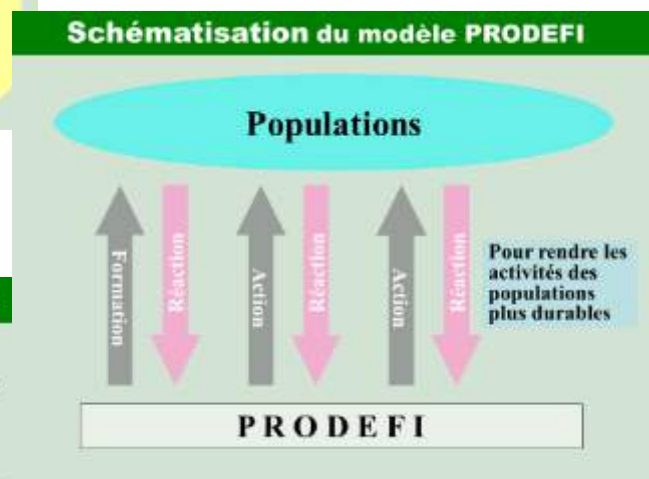 Schématisation du modèle PRODEFI
Populations
Formation
Réaction
Action
Réaction
Action
Réaction
Pour rendre les
activités des
populations
plus durables
PRODEFI